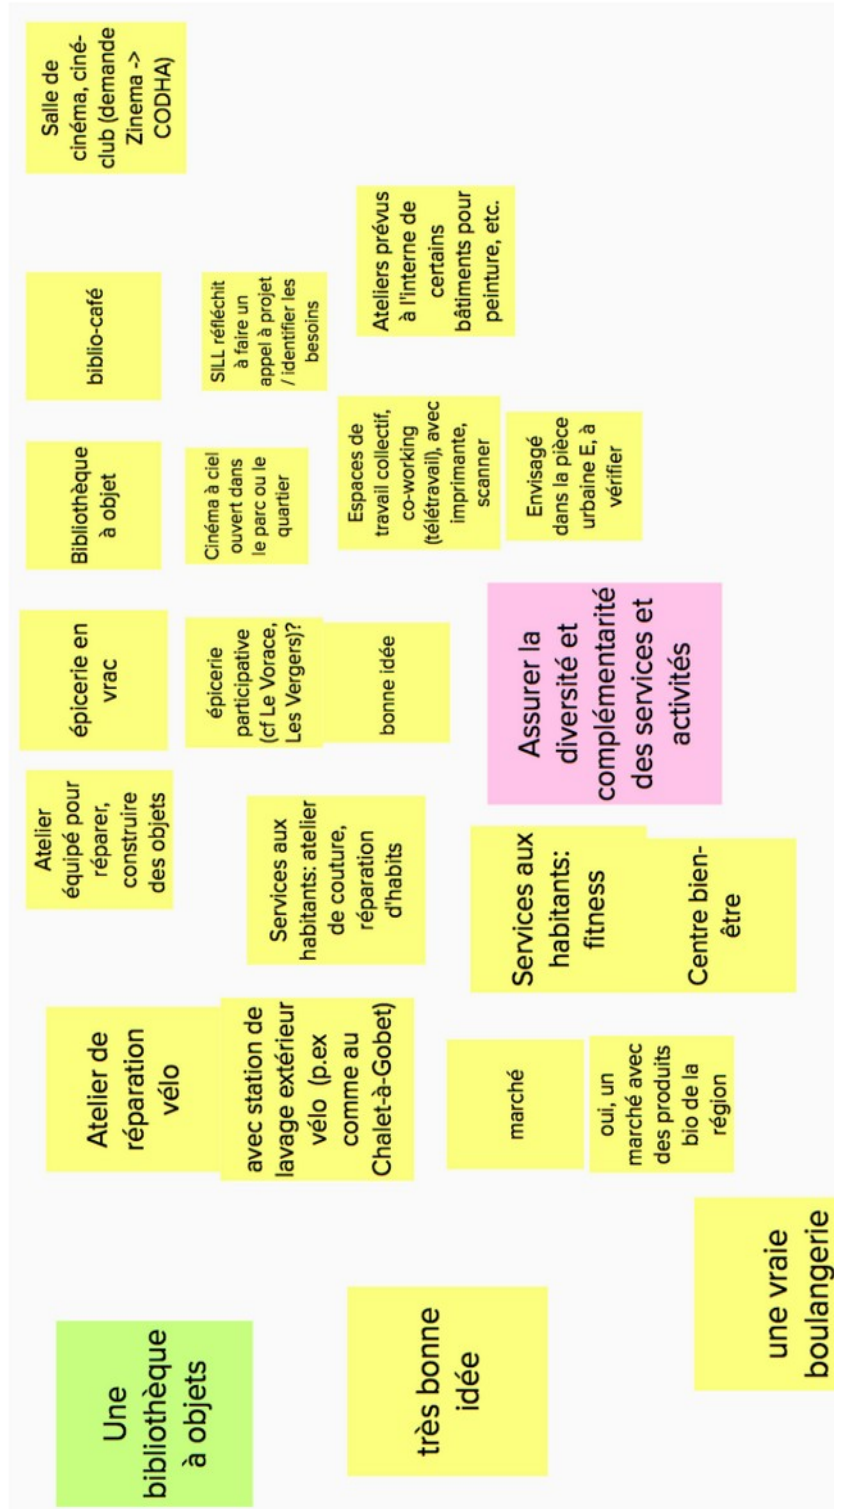 Une
bibliothèque
à objets
très bonne
idée
une vraie
boulangerie
Atelier de
réparation
vélo
avec station de
lavage extérieur
vélo (p.ex
comme au
Chalet-à-Gobet)
marché
oui, un
marché avec
des produits
bio de la
région
Atelier
équipé pour
réparer,
construire
des objets
Services aux
habitants: atelier
de couture,
réparation
d'habits
Services aux
habitants:
fitness
Centre bien-
être
épicerie en
vrac
épicerie
participative
(cf Le Vorace,
Les Vergers)?
bonne idée
Assurer la
diversité et
complémentarité
des services et
activités
Bibliothèque
à objet
Cinéma à ciel
ouvert dans
le parc ou le
quartier
Espaces de
travail collectif,
co-working
(télétravail), avec
imprimante,
scanner
Envisagé
dans la pièce
urbaine E, à
vérifier
biblio-café
SILL réfléchit
à faire un
appel à projet
/ identifier les
besoins
Ateliers prévus
à l'interne de
certains
bâtiments pour
peinture, etc.
Salle de
cinéma, ciné-
club (demande
Zinema ->
CODHA)